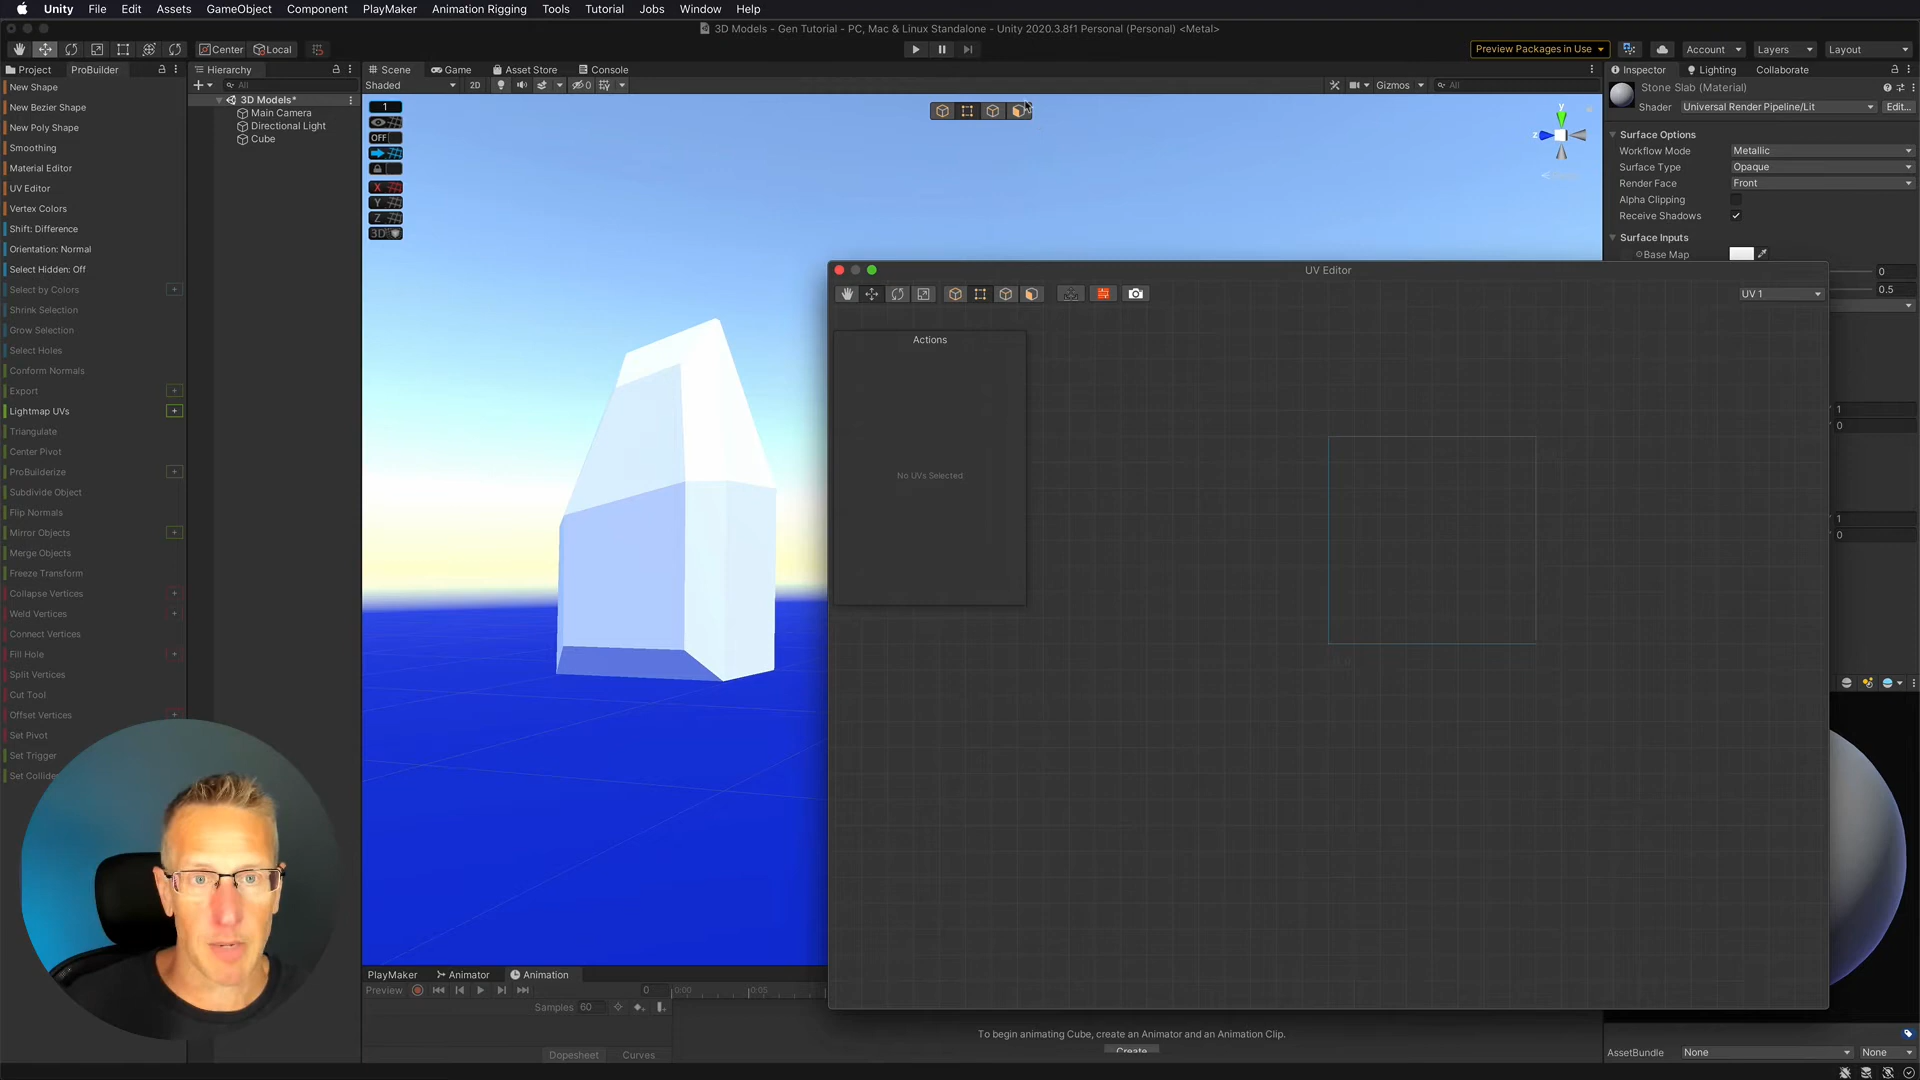 Unity File Edit Assets GameObject Component PlayMaker Animation Rigging Tools Tutorial Jobs Window Help
3D Models - Gen Tutorial - PC, Mac & Linux Standalone - Unity 2020.3.8f1 Personal (Personal) <Metal>
Center Local Preview Packages in Use Account Layers Layout
Project ProBuilder Hierarchy Scene Game Asset Store Console Inspector Lighting Collaborate
New Shape
New Bezier Shape
New Poly Shape
Smoothing
Material Editor
UV Editor
Vertex Colors
Shift: Difference
Orientation: Normal
Select Hidden: Off
Select by Colors
Shrink Selection
Grow Selection
Select Holes
Conform Normals
Export
Lightmap UVs
Triangulate
Center Pivot
ProBuilderize
Subdivide Object
Flip Normals
Mirror Objects
Merge Objects
Freeze Transform
Collapse Vertices
Weld Vertices
Connect Vertices
Fill Hole
Split Vertices
Cut Tool
Offset Vertices
Set Pivot
Set Trigger
Set Collide
All
3D Models*
Main Camera
Directional Light
Cube
Shaded 2D 0 Gizmos All
1
OFF
X
Y
Z
3D
y
z
UV Editor
UV 1
Actions
No UVs Selected
Stone Slab (Material)
Shader Universal Render Pipeline/Lit Edit...
Surface Options
Workflow Mode Metallic
Surface Type Opaque
Render Face Front
Alpha Clipping
Receive Shadows
Surface Inputs
Base Map
0
0.5
1
0
1
0
PlayMaker Animator Animation
Preview 0 0:00 0:05
Samples 60
Dopesheet Curves
To begin animating Cube, create an Animator and an Animation Clip.
Create
AssetBundle None None